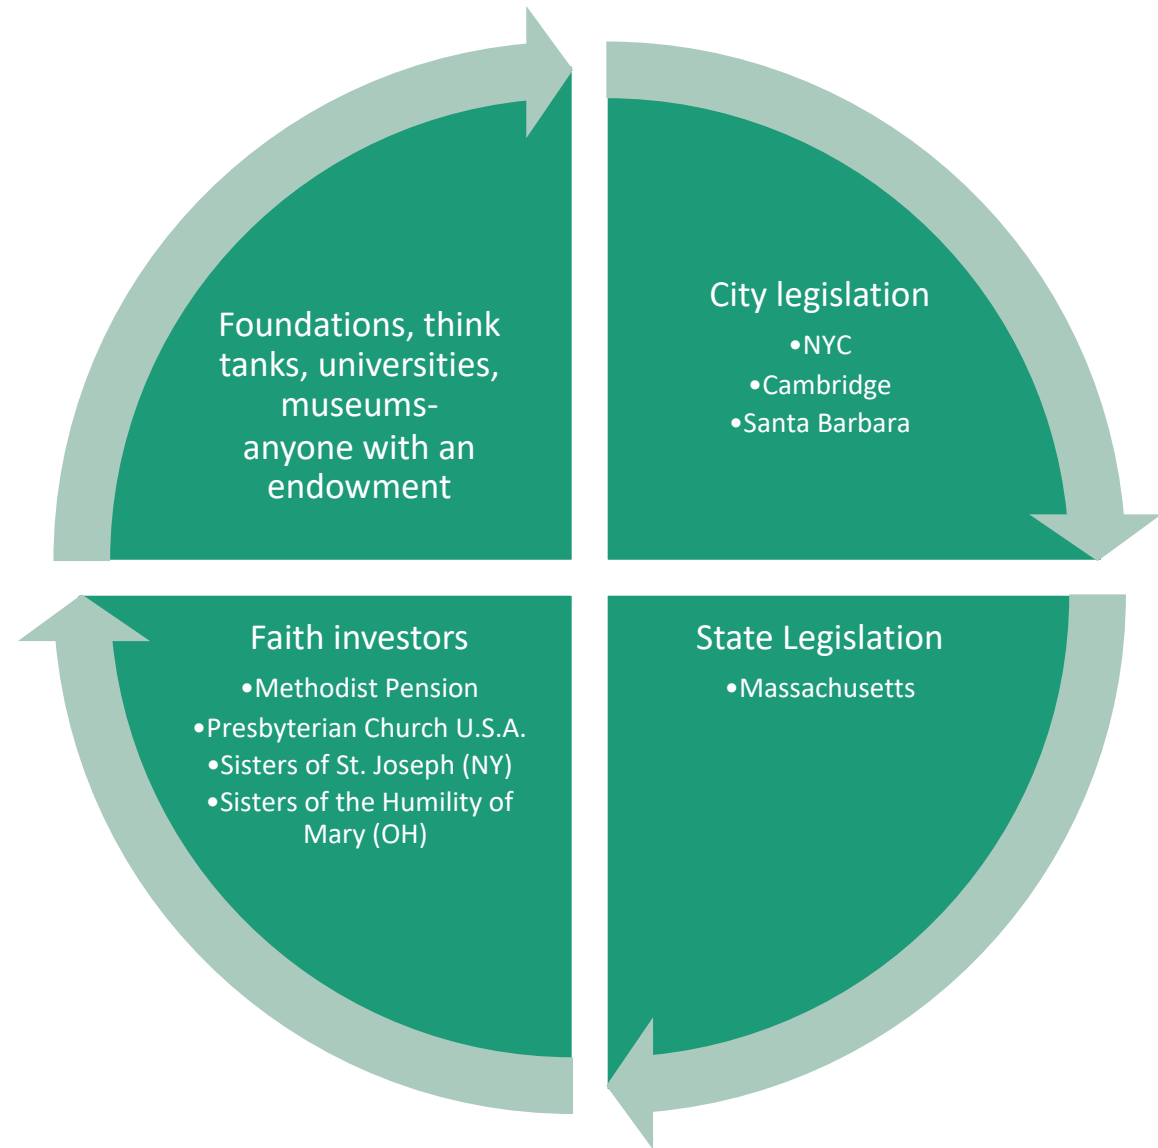 Foundations, think
tanks, universities,
museums-
anyone with an
endowment
City legislation
•NYC
•Cambridge
•Santa Barbara
Faith investors
•Methodist Pension
•Presbyterian Church U.S.A.
•Sisters of St. Joseph (NY)
•Sisters of the Humility of
Mary (OH)
State Legislation
•Massachusetts